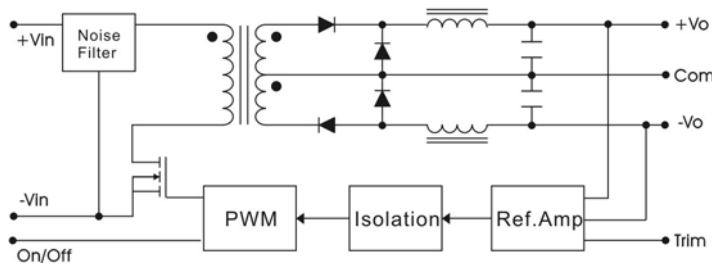 +Vin
Noise
Filter
+Vo
Com
-Vo
-Vin
PWM
Isolation
Ref.Amp
On/Off
Trim